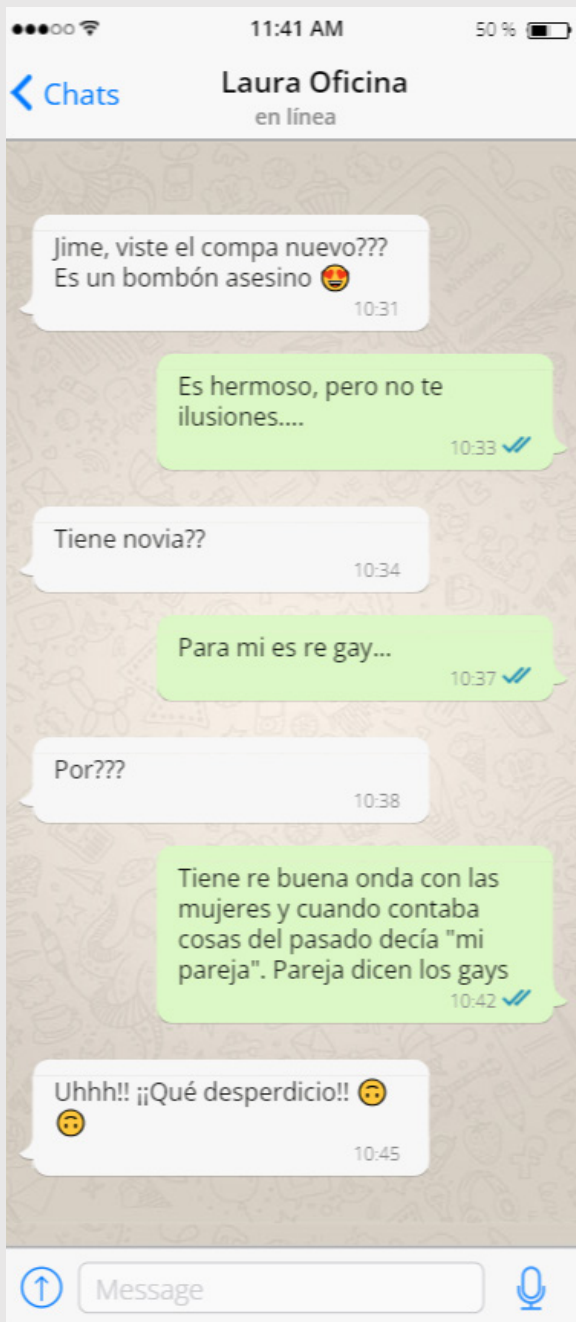 11:41 AM
50 %
Chats
Laura Oficina
en línea
Jime, viste el compa nuevo???
Es un bombón asesino 😍
10:31
Es hermoso, pero no te
ilusiones....
10:33
Tiene novia??
10:34
Para mi es re gay...
10:37
Por???
10:38
Tiene re buena onda con las
mujeres y cuando contaba
cosas del pasado decía "mi
pareja". Pareja dicen los gays
10:42
Uhhh!! ¡¡Qué desperdicio!! 🙃
🙃
10:45
Message